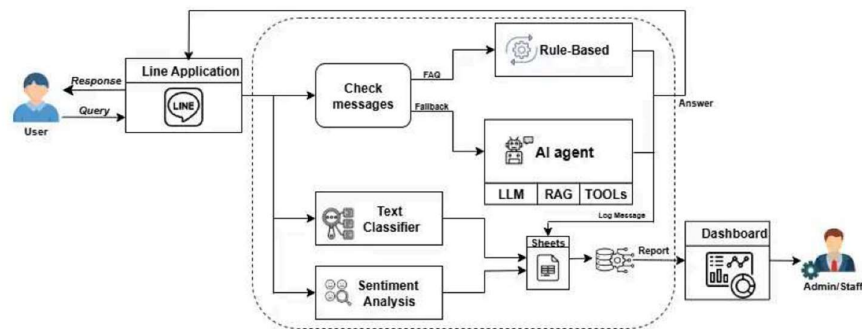 Line Application
LINE
Response
Query
User
Check
messages
FAQ
Fallback
Rule-Based
AI agent
LLM RAG TOOLs
Answer
Text
Classifier
Sentiment
Analysis
Log Message
Sheets
Report
Dashboard
Admin/Staff